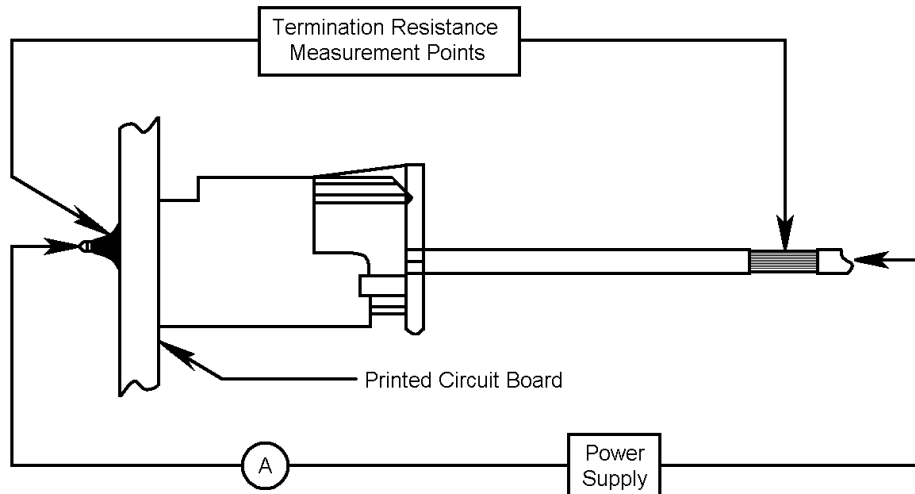 Termination Resistance
Measurement Points
Printed Circuit Board
A
Power
Supply